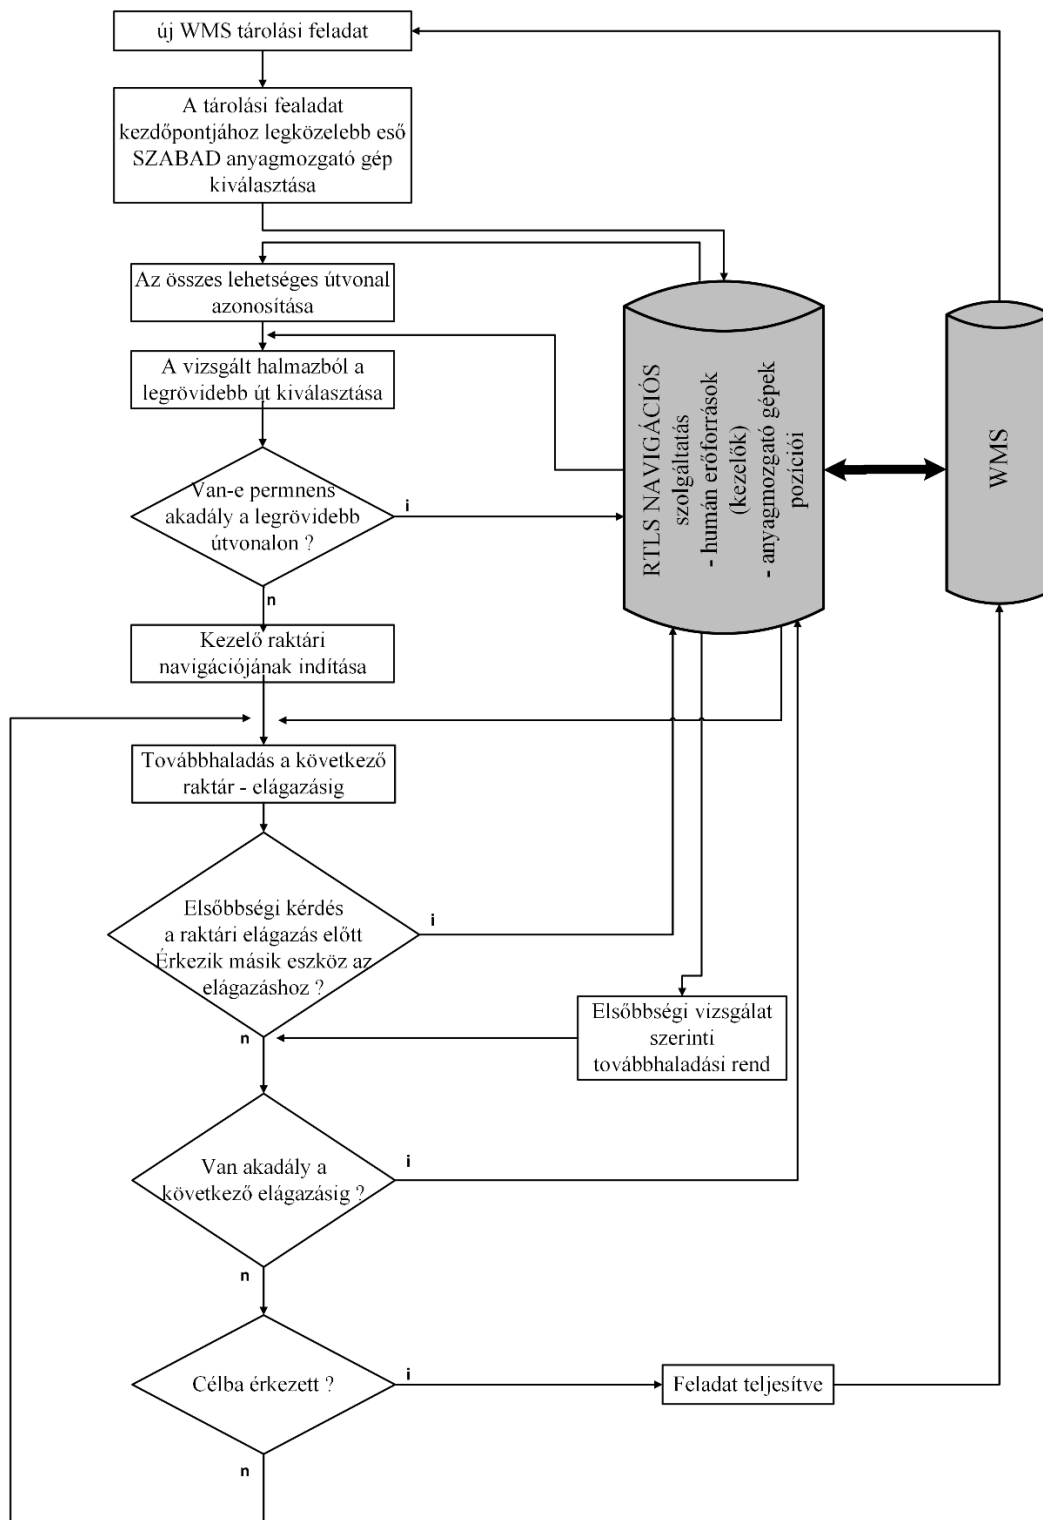 új WMS tárolási feladat
A tárolási fealadat
kezdőpontjához legközelebb eső
SZABAD anyagmozgató gép
kiválasztása
Az összes lehetséges útvonal
azonosítása
A vizsgált halmazból a
legrövidebb út kiválasztása
Van-e permnens
akadály a legrövidebb
útvonalon ?
i
n
RTLS NAVIGÁCIÓS
szolgáltatás
- humán erőforrások
(kezelők)
- anyagmozgató gépek
pozíciói
WMS
Kezelő raktári
navigációjának indítása
Továbbhaladás a következő
raktár - elágazásig
Elsőbbségi kérdés
a raktári elágazás előtt
Érkezik másik eszköz az
elágazáshoz ?
i
n
Elsőbbségi vizsgálat
szerinti
továbbhaladási rend
Van akadály a
következő elágazásig ?
i
n
Célba érkezett ?
i
n
Feladat teljesítve